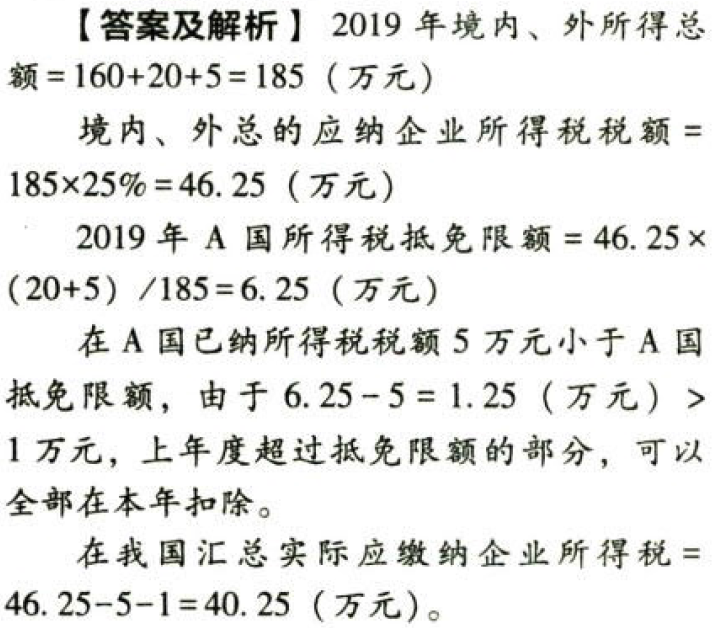 【答案及解析】 2019 年境内、外所得总
额=160+20+5=185（万元）
境内、外总的应纳企业所得税税额=
185×25%=46.25（万元）
2019 年 A 国所得税抵免限额=46.25×
(20+5) /185=6.25（万元）
在 A 国已纳所得税税额 5 万元小于 A 国
抵免限额，由于 6.25-5=1.25（万元）>
1 万元，上年度超过抵免限额的部分，可以
全部在本年扣除。
在我国汇总实际应缴纳企业所得税=
46.25-5-1=40.25（万元）。